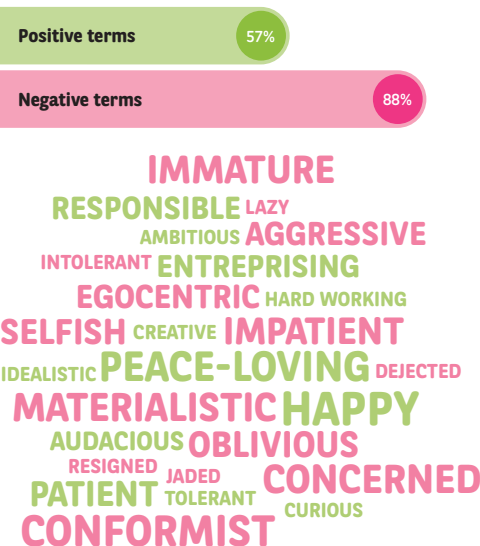 Positive terms 57%
Negative terms 88%
IMMATURE
RESPONSIBLE LAZY
AMBITIOUS AGGRESSIVE
INTOLERANT ENTREPRISING
EGOCENTRIC HARD WORKING
SELFISH CREATIVE IMPATIENT
IDEALISTIC PEACE-LOVING DEJECTED
MATERIALISTIC HAPPY
AUDACIOUS OBLIVIOUS
RESIGNED JADED CONCERNED
PATIENT TOLERANT CURIOUS
CONFORMIST